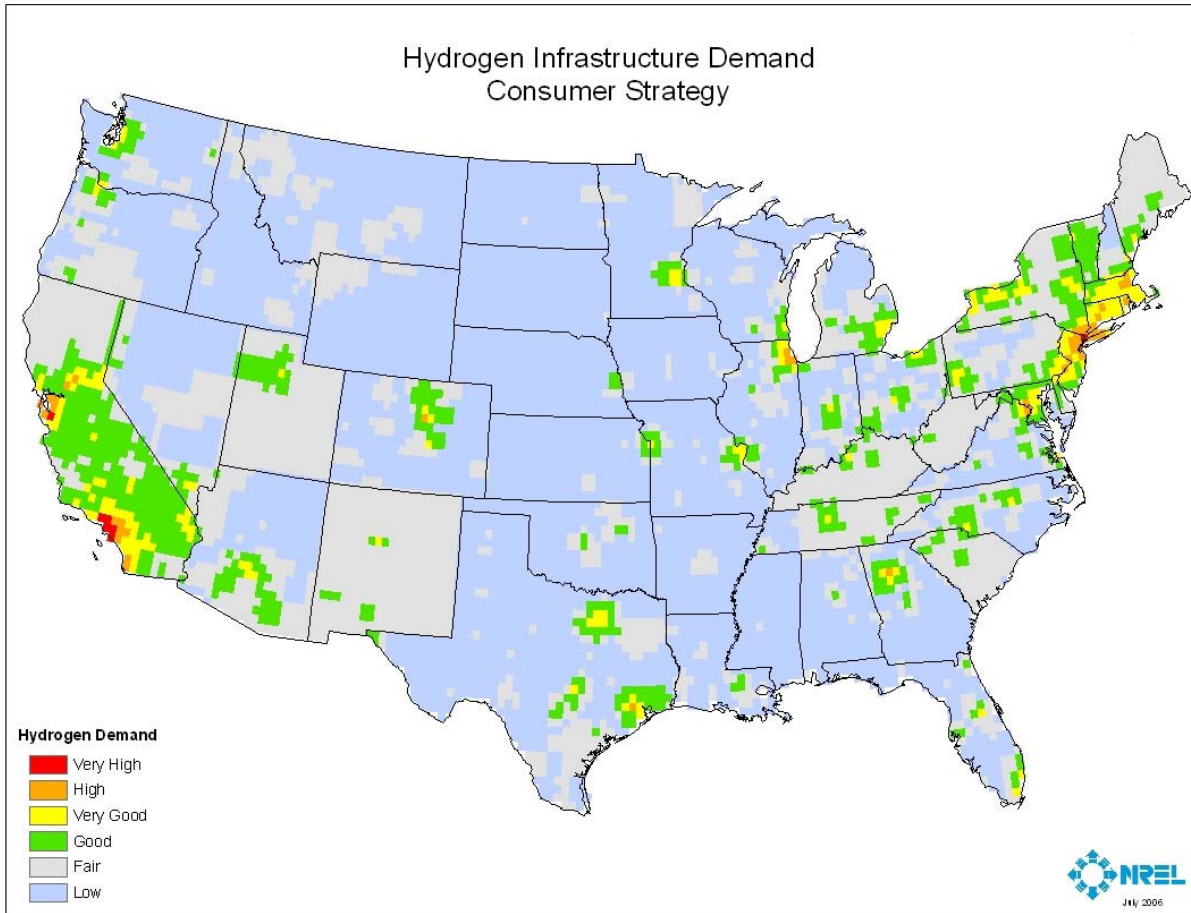 Hydrogen Infrastructure Demand
Consumer Strategy
Hydrogen Demand
Very High
High
Very Good
Good
Fair
Low
NREL
July 2006